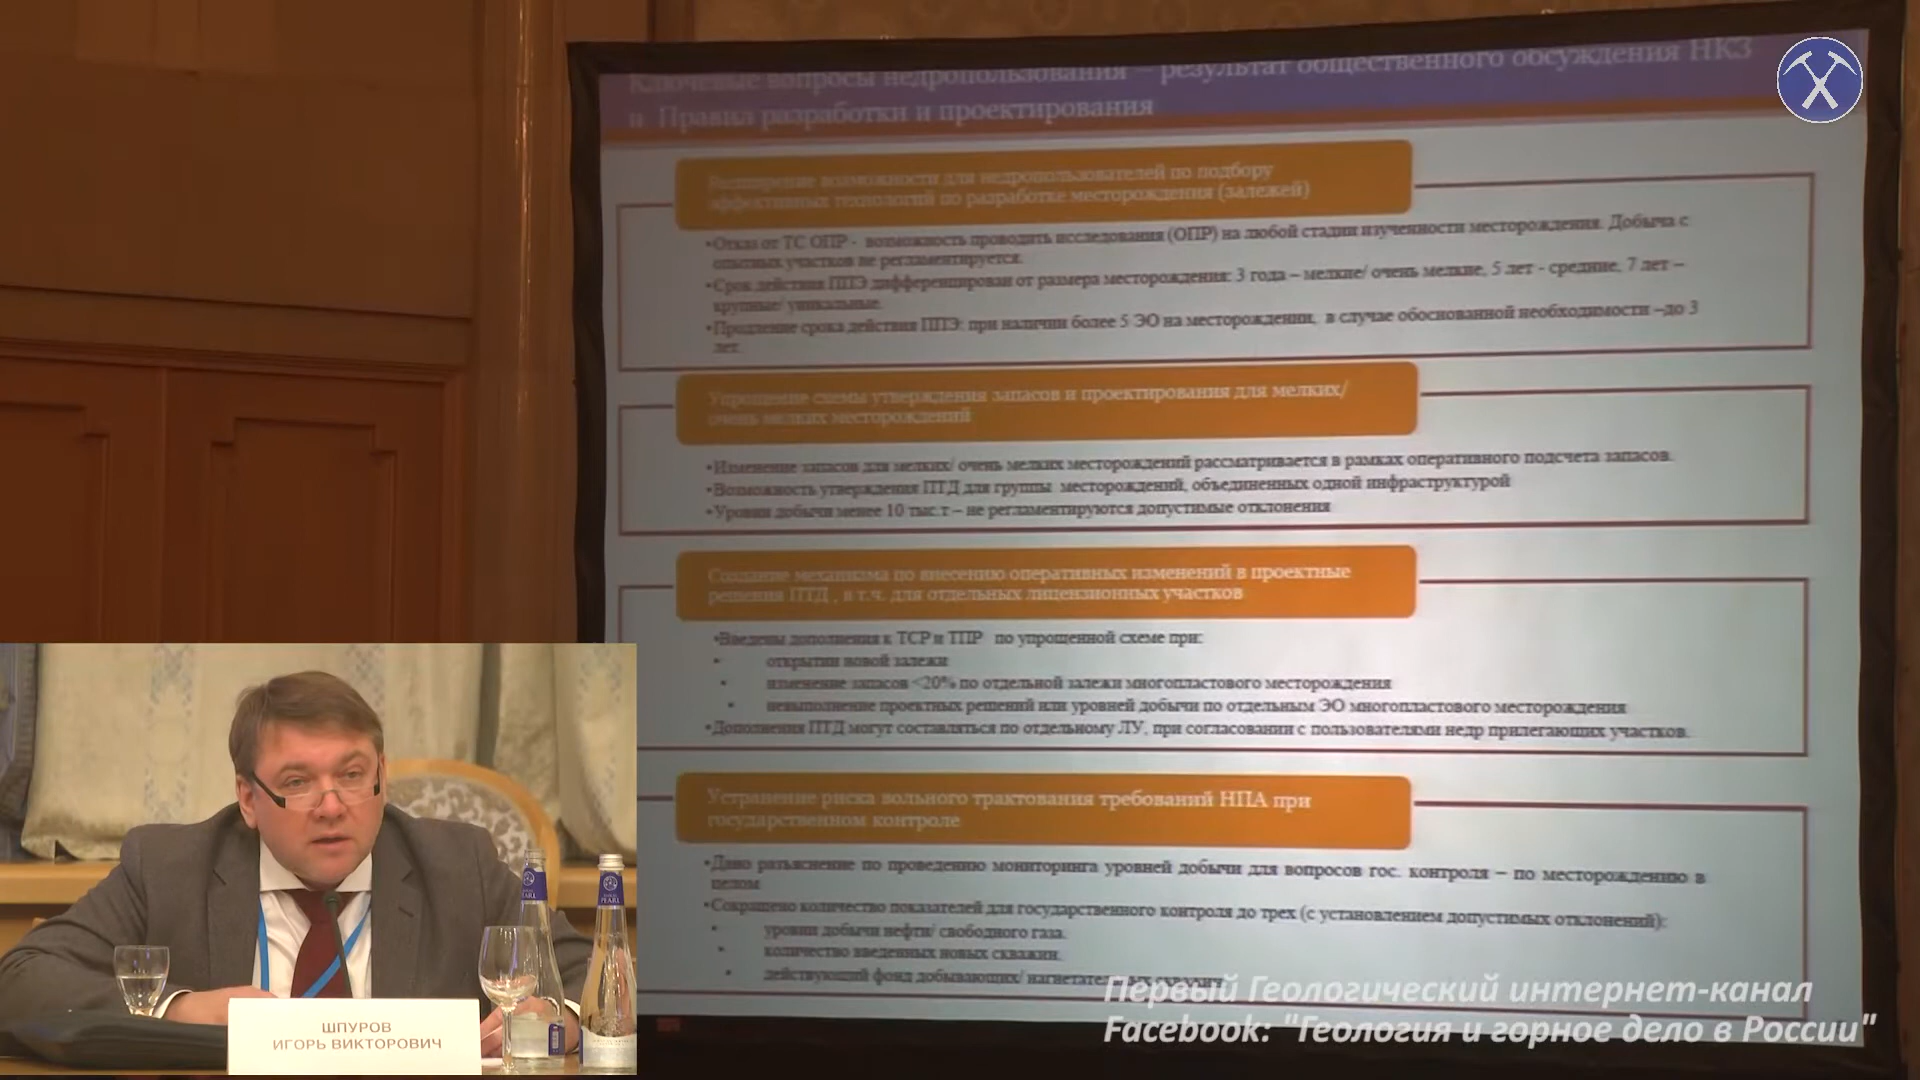 Ключевые вопросы недропользования – результат общественного обсуждения НКЗ
и Правил разработки и проектирования
Расширение возможности для недропользователей по подбору
эффективных технологий по разработке месторождения (залежей)
•Отказ от ТС ОПР - возможность проводить исследования (ОПР) на любой стадии изученности месторождения. Добыча с
опытных участков не регламентируется.
•Срок действия ППЭ дифференцирован от размера месторождения: 3 года – мелкие/ очень мелкие, 5 лет - средние, 7 лет –
крупные/ уникальные.
•Продление срока действия ППЭ: при наличии более 5 ЭО на месторождении, в случае обоснованной необходимости –до 3
лет.
Упрощение схемы утверждения запасов и проектирования для мелких/
очень мелких месторождений
•Изменение запасов для мелких/ очень мелких месторождений рассматривается в рамках оперативного подсчета запасов.
•Возможность утверждения ПТД для группы месторождений, объединенных одной инфраструктурой
•Уровни добычи менее 10 тыс.т – не регламентируются допустимые отклонения
Создание механизма по внесению оперативных изменений в проектные
решения ПТД , в т.ч. для отдельных лицензионных участков
•Введены дополнения к ТСР и ТПР по упрощенной схеме при:
• открытии новой залежи
• изменение запасов <20% по отдельной залежи многопластового месторождения
• невыполнение проектных решений или уровней добычи по отдельным ЭО многопластового месторождения
•Дополнения ПТД могут составляться по отдельному ЛУ, при согласовании с пользователями недр прилегающих участков.
Устранение риска вольного трактования требований НПА при
государственном контроле
•Дано разъяснение по проведению мониторинга уровней добычи для вопросов гос. контроля – по месторождению в
целом
•Сокращено количество показателей для государственного контроля до трех (с установлением допустимых отклонений):
• уровни добычи нефти/ свободного газа.
• количество введенных новых скважин.
• действующий фонд добывающих/ нагнетательных скважин
Первый Геологический интернет-канал
Facebook: "Геология и горное дело в России"
ШПУРОВ
ИГОРЬ ВИКТОРОВИЧ
PEARL
PEARL